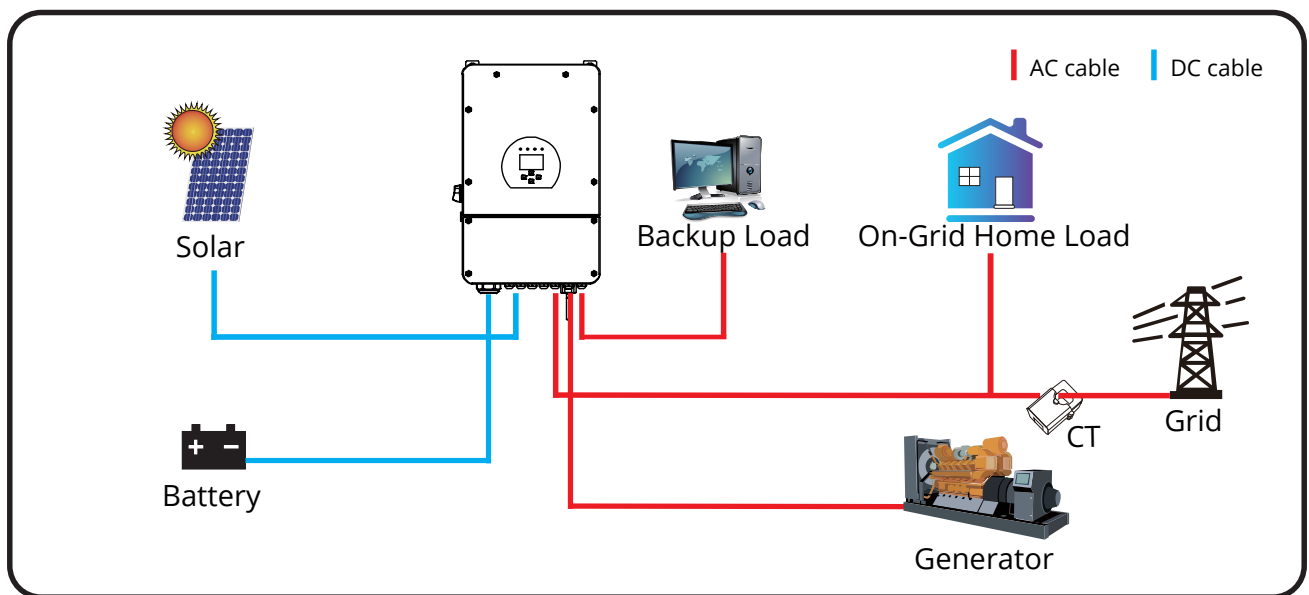 AC cable
DC cable
Solar
Backup Load
On-Grid Home Load
CT
Grid
+ −
Battery
Generator